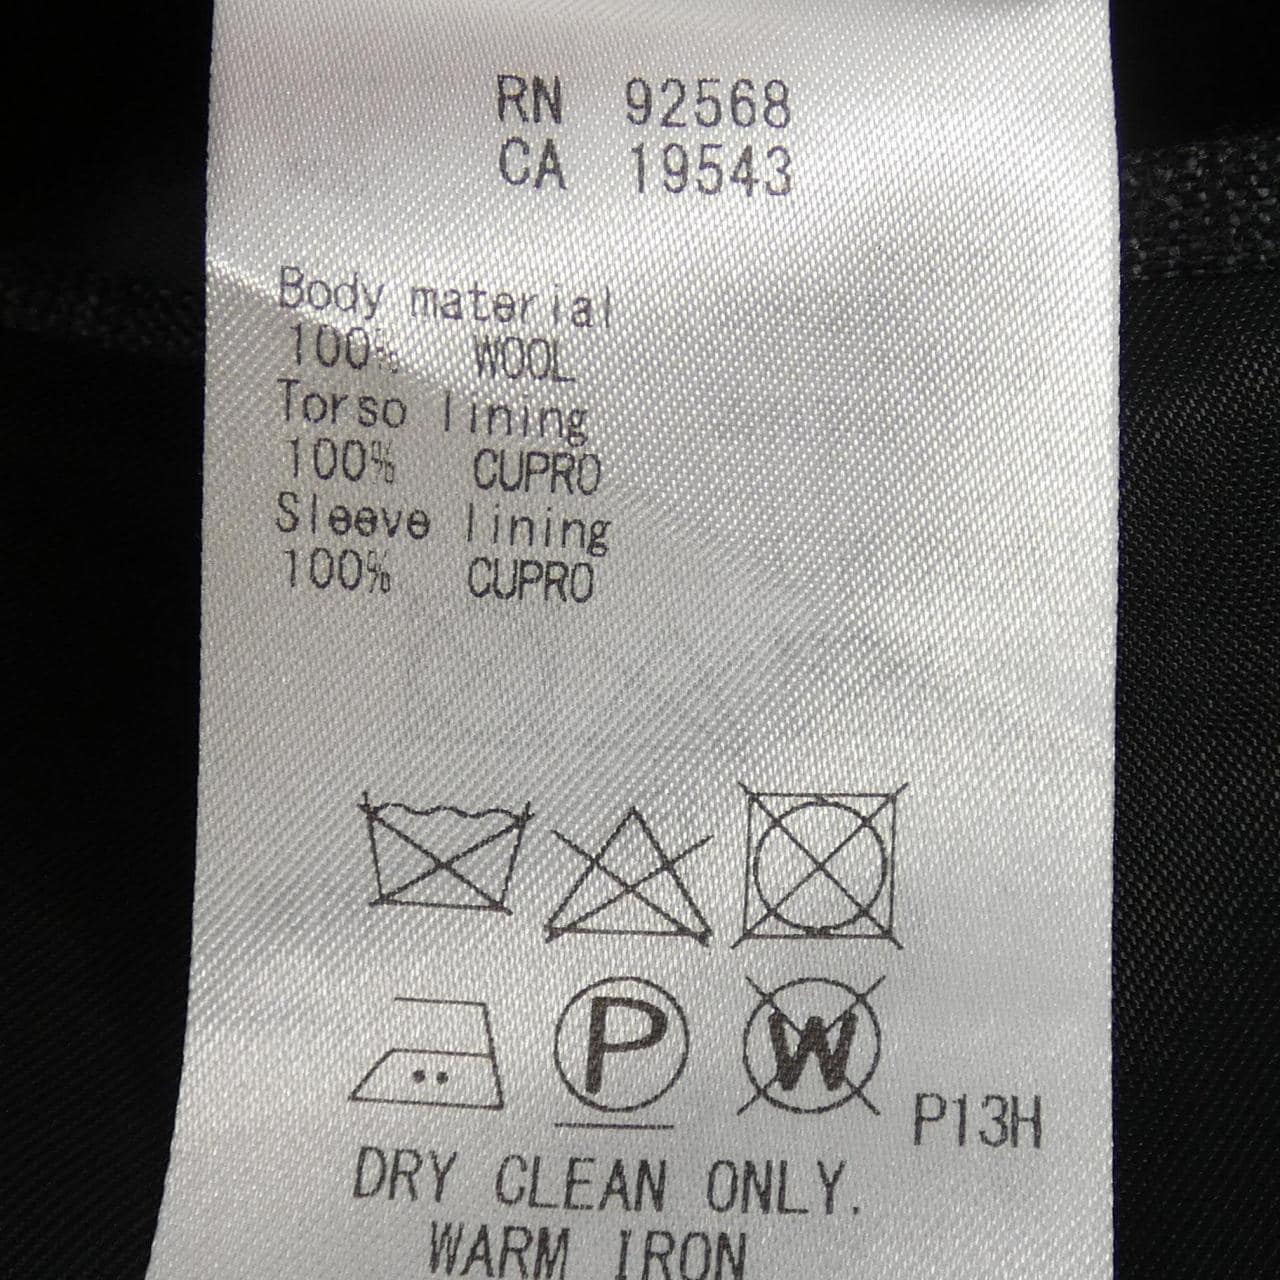 RN 92568
CA 19543
Body material
100% WOOL
Torso lining
100% CUPRO
Sleeve lining
100% CUPRO
P
W
P13H
DRY CLEAN ONLY.
WARM IRON